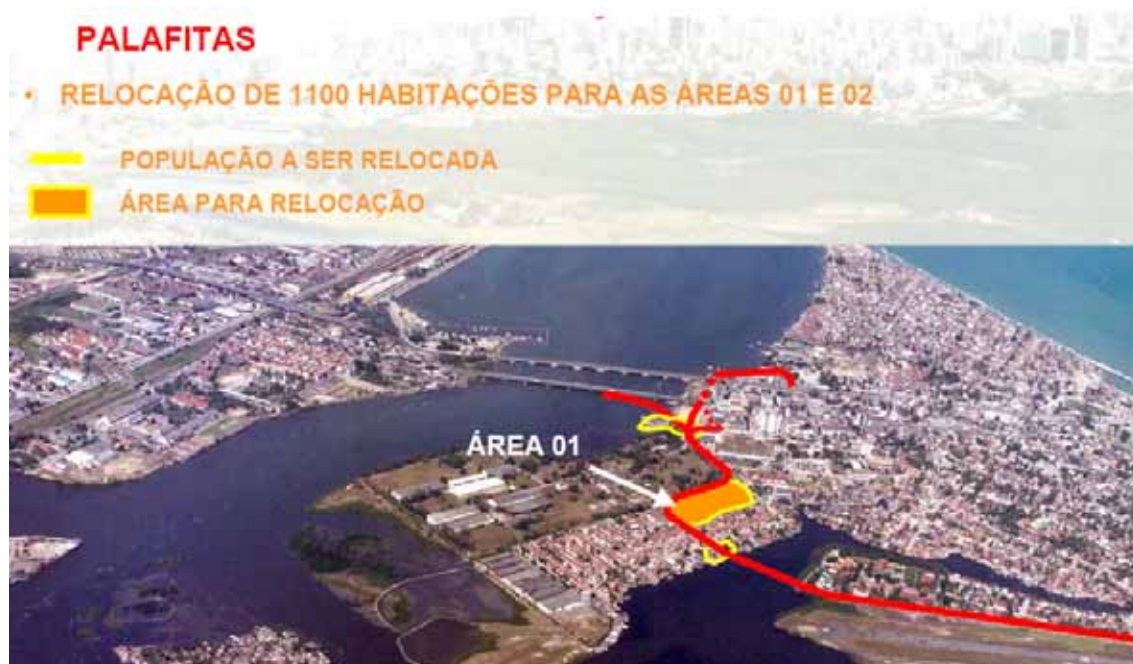 PALAFITAS
• RELOCAÇÃO DE 1100 HABITAÇÕES PARA AS ÁREAS 01 E 02
POPULAÇÃO A SER RELOCADA
ÁREA PARA RELOCAÇÃO
ÁREA 01